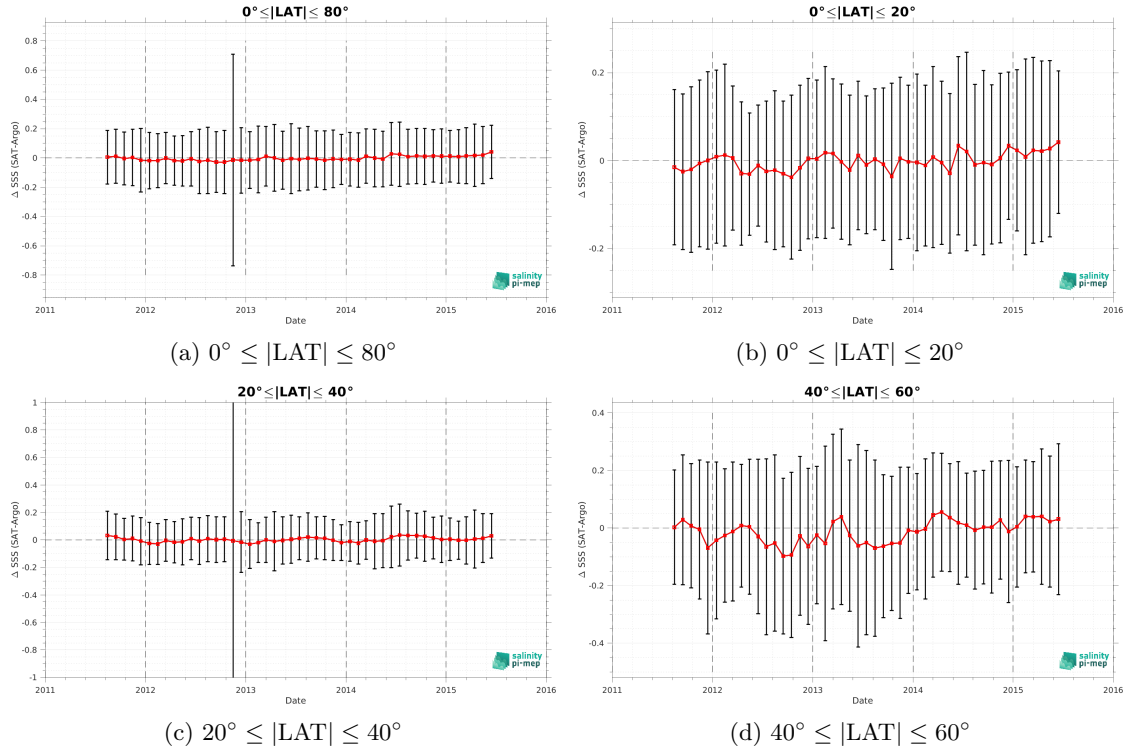 0°≤|LAT|≤ 80°
0.8
0.6
0.4
0.2
0
-0.2
-0.4
-0.6
-0.8
Δ SSS (SAT-Argo)
2011
2012
2013
2014
2015
2016
Date
salinity
pi-mep
(a) 0° ≤ |LAT| ≤ 80°
0°≤|LAT|≤ 20°
0.2
0
-0.2
Δ SSS (SAT-Argo)
2011
2012
2013
2014
2015
2016
Date
salinity
pi-mep
(b) 0° ≤ |LAT| ≤ 20°
20°≤|LAT|≤ 40°
1
0.8
0.6
0.4
0.2
0
-0.2
-0.4
-0.6
-0.8
-1
Δ SSS (SAT-Argo)
2011
2012
2013
2014
2015
2016
Date
salinity
pi-mep
(c) 20° ≤ |LAT| ≤ 40°
40°≤|LAT|≤ 60°
0.4
0.2
0
-0.2
-0.4
Δ SSS (SAT-Argo)
2011
2012
2013
2014
2015
2016
Date
salinity
pi-mep
(d) 40° ≤ |LAT| ≤ 60°